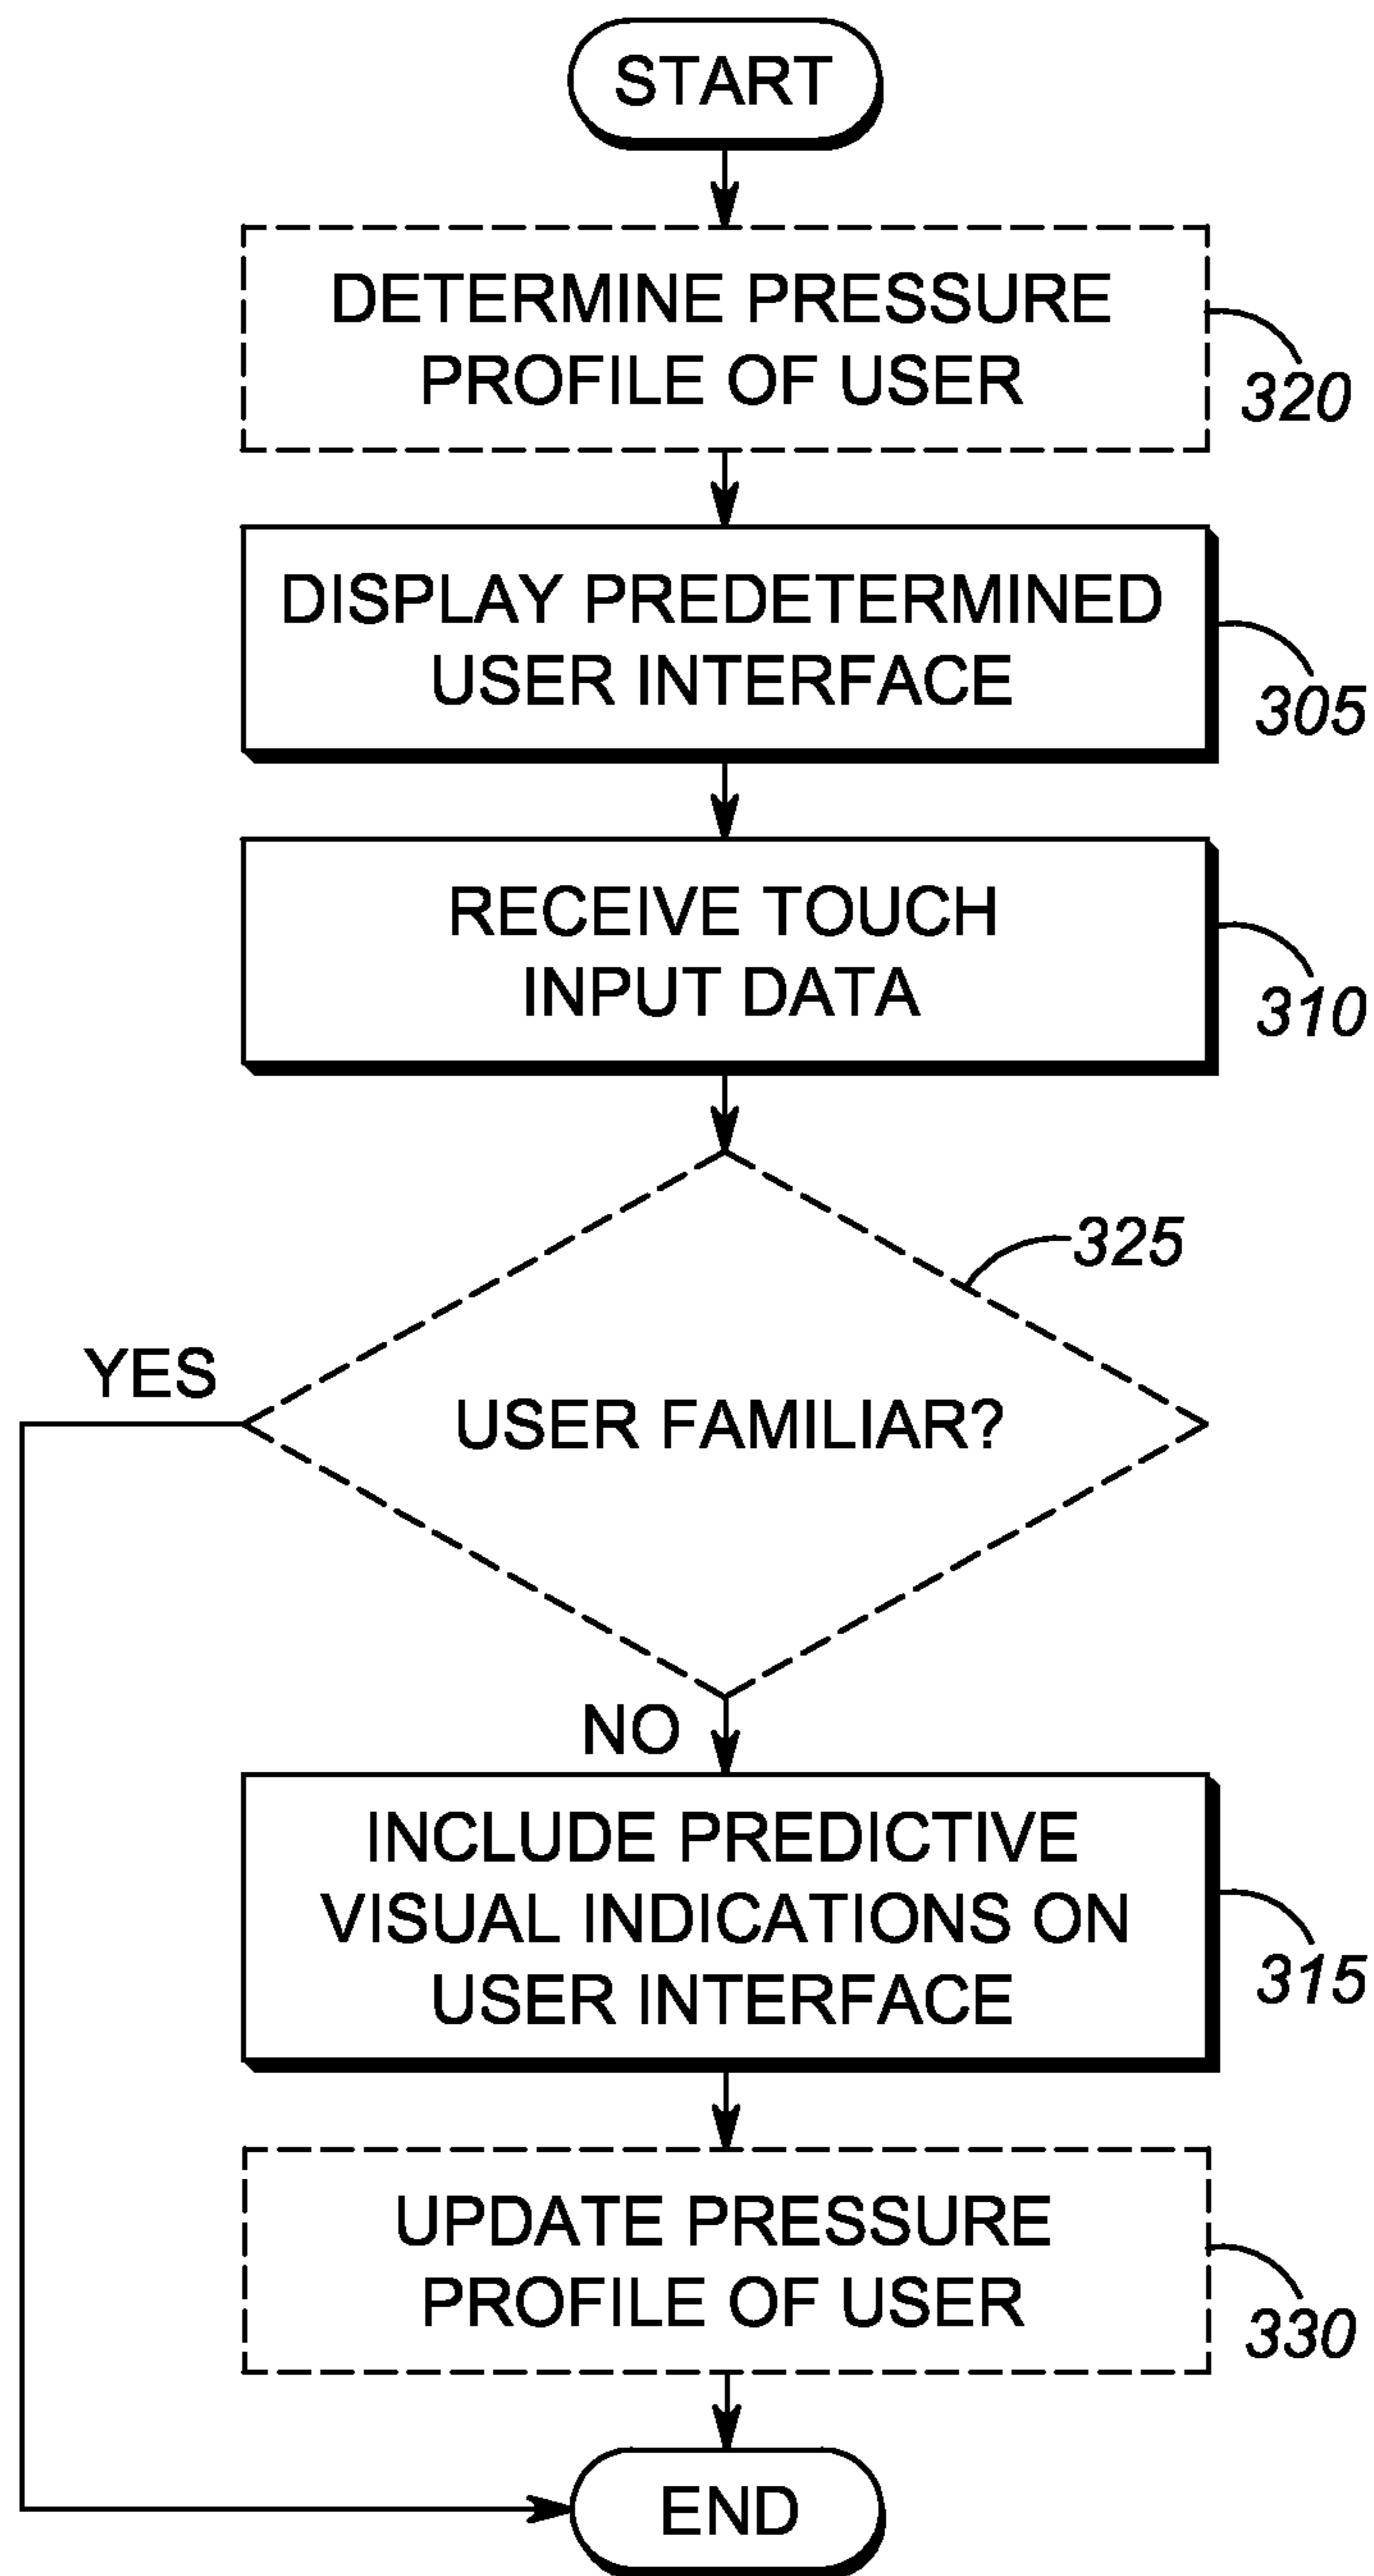 START
DETERMINE PRESSURE
PROFILE OF USER
320
DISPLAY PREDETERMINED
USER INTERFACE
305
RECEIVE TOUCH
INPUT DATA
310
325
YES
USER FAMILIAR?
NO
INCLUDE PREDICTIVE
VISUAL INDICATIONS ON
USER INTERFACE
315
UPDATE PRESSURE
PROFILE OF USER
330
END